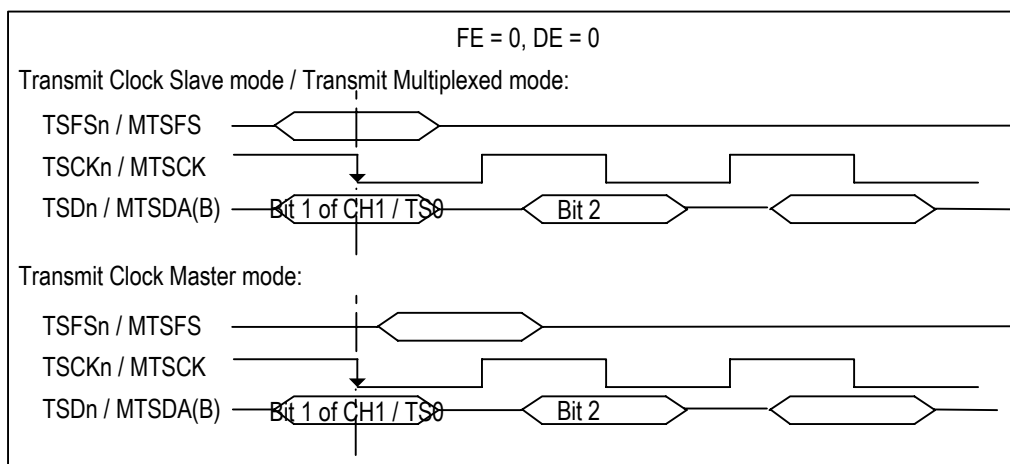 FE = 0, DE = 0
Transmit Clock Slave mode / Transmit Multiplexed mode:
TSFSn / MTSFS
TSCKn / MTSCK
TSDn / MTSDA(B) Bit 1 of CH1 / TS0 Bit 2
Transmit Clock Master mode:
TSFSn / MTSFS
TSCKn / MTSCK
TSDn / MTSDA(B) Bit 1 of CH1 / TS0 Bit 2